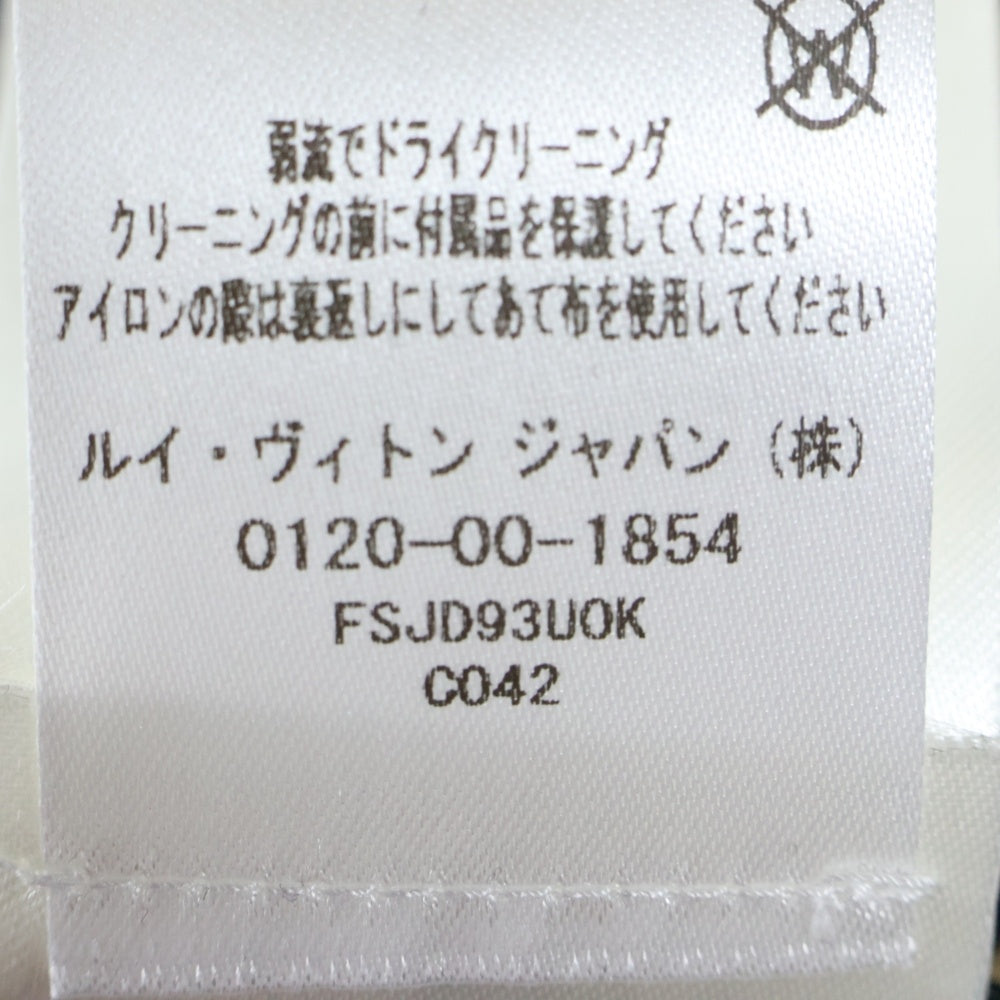 W
弱流でドライクリーニング
クリーニングの前に付属品を保護してください
アイロンの際は裏返しにしてあて布を使用してください
ルイ・ヴィトン ジャパン（株）
0120-00-1854
FSJD93U0K
C042